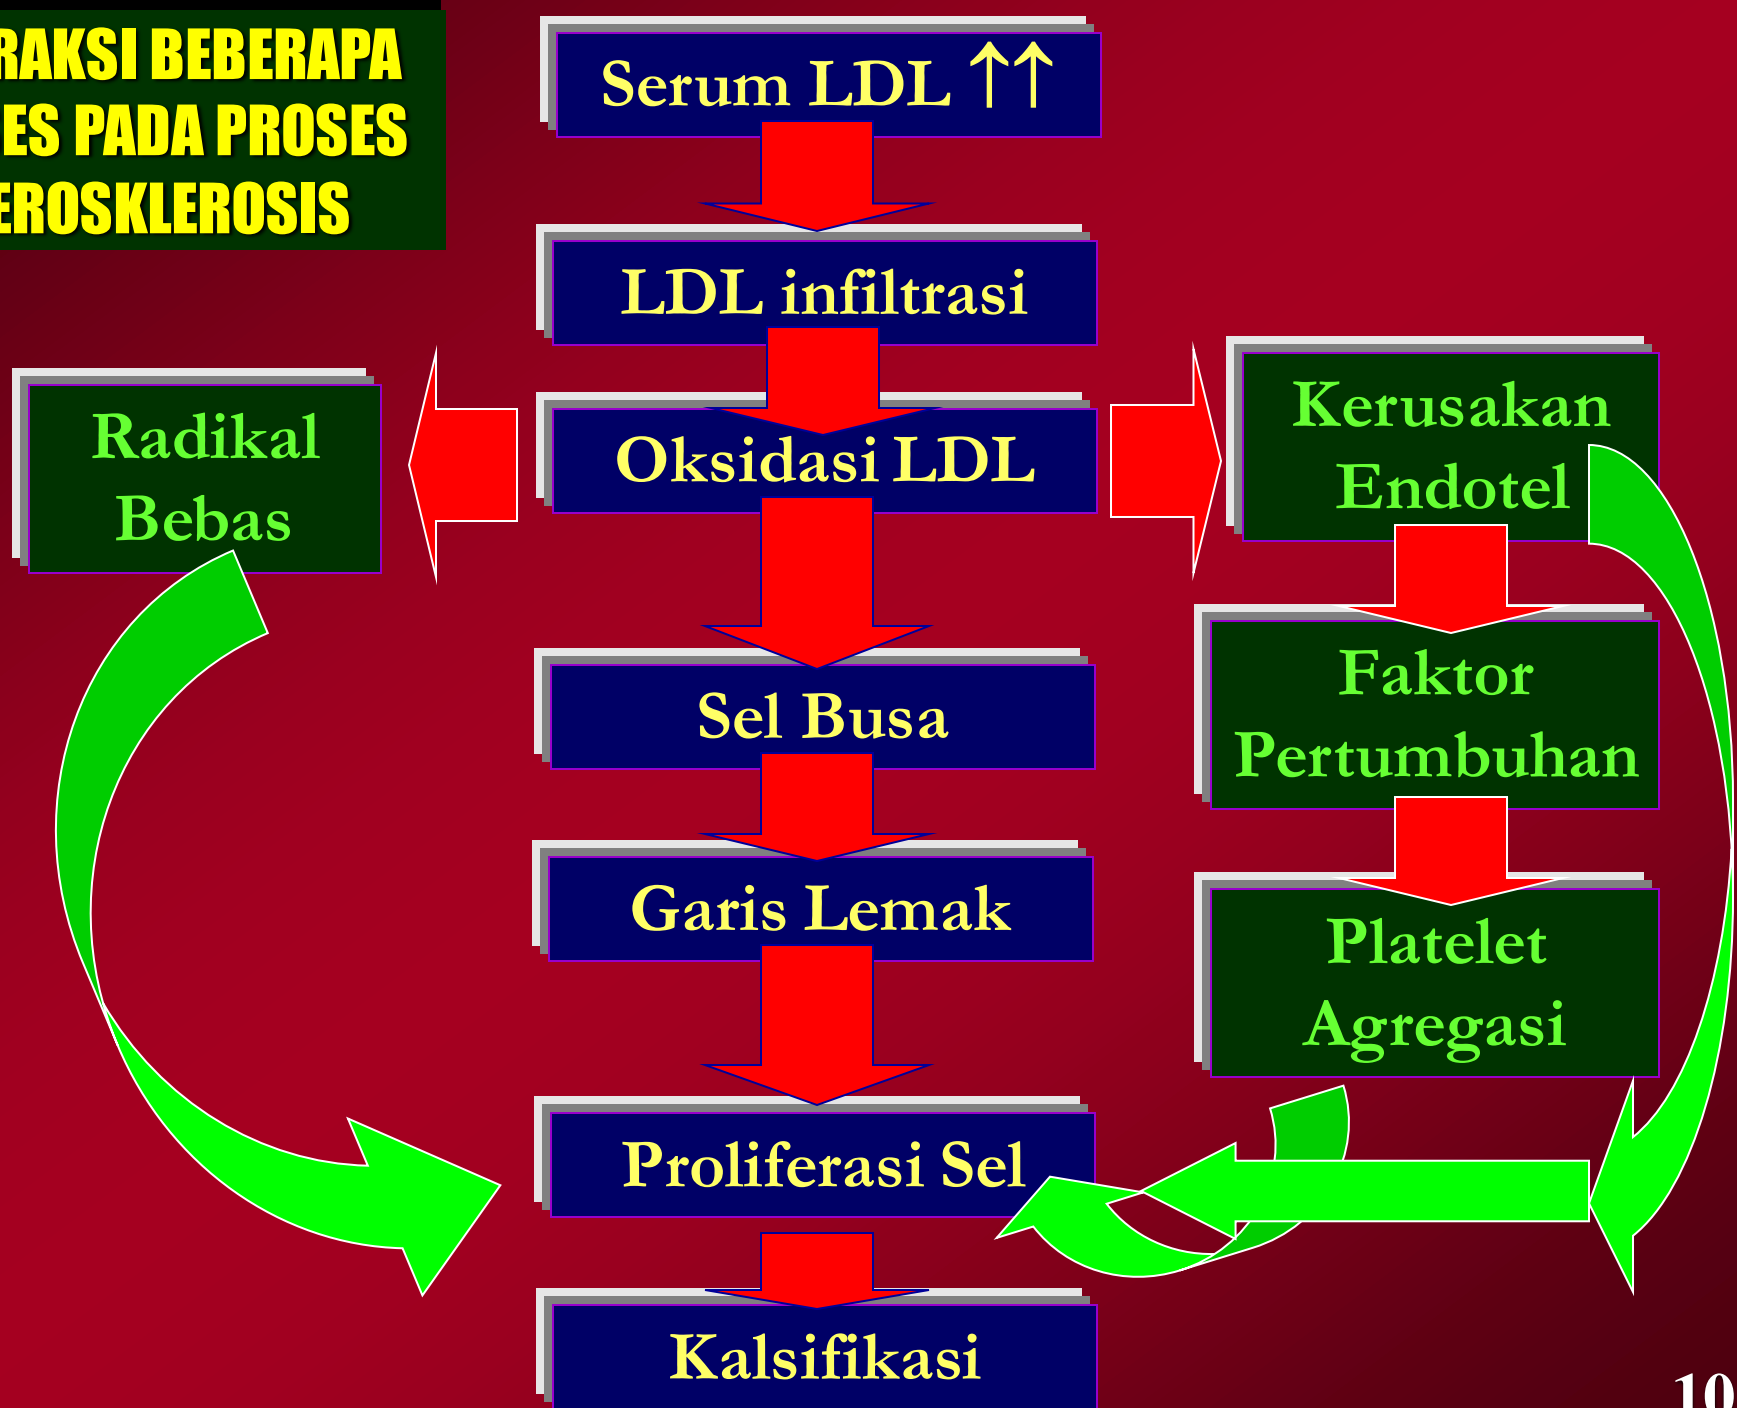 RAKSI BEBERAPA
ES PADA PROSES
EROSKLEROSIS
Serum LDL ↑↑
LDL infiltrasi
Oksidasi LDL
Radikal
Bebas
Kerusakan
Endotel
Faktor
Pertumbuhan
Sel Busa
Garis Lemak
Platelet
Agregasi
Proliferasi Sel
Kalsifikasi
10